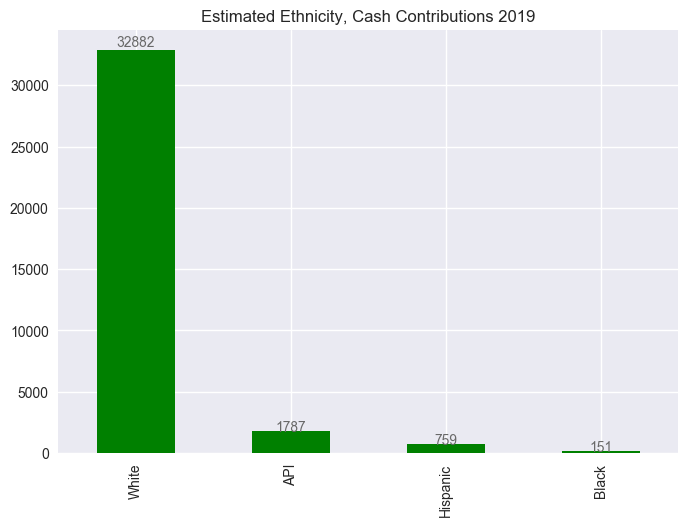 Estimated Ethnicity, Cash Contributions 2019
32882
30000
25000
20000
15000
10000
5000
1787
759
151
0
White
API
Hispanic
Black